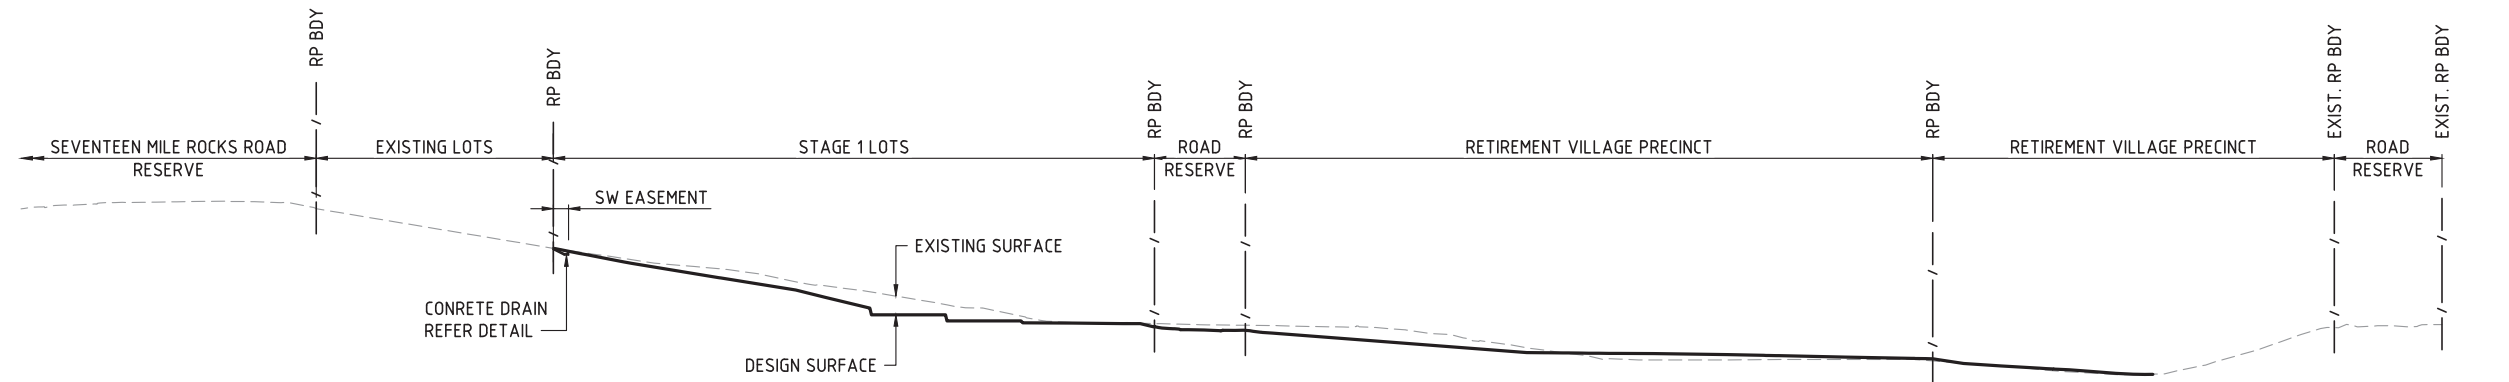 RP BDY
RP BDY
RP BDY
RP BDY
RP BDY
EXIST. RP BDY
EXIST. RP BDY
SEVENTEEN MILE ROCKS ROAD
RESERVE
EXISTING LOTS
STAGE 1 LOTS
ROAD
RESERVE
RETIREMENT VILLAGE PRECINCT
RETIREMENT VILLAGE PRECINCT
ROAD
RESERVE
SW EASEMENT
EXISTING SURFACE
CONCRETE DRAIN
REFER DETAIL
DESIGN SURFACE